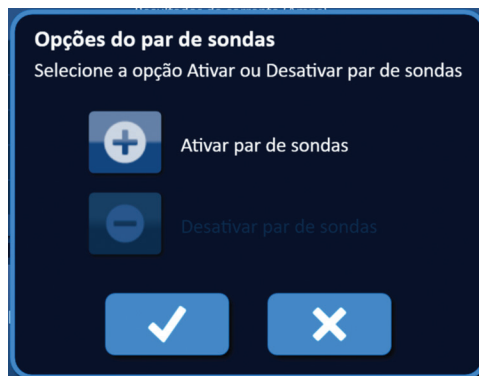 Opções do par de sondas
Selecione a opção Ativar ou Desativar par de sondas
Ativar par de sondas
Desativar par de sondas